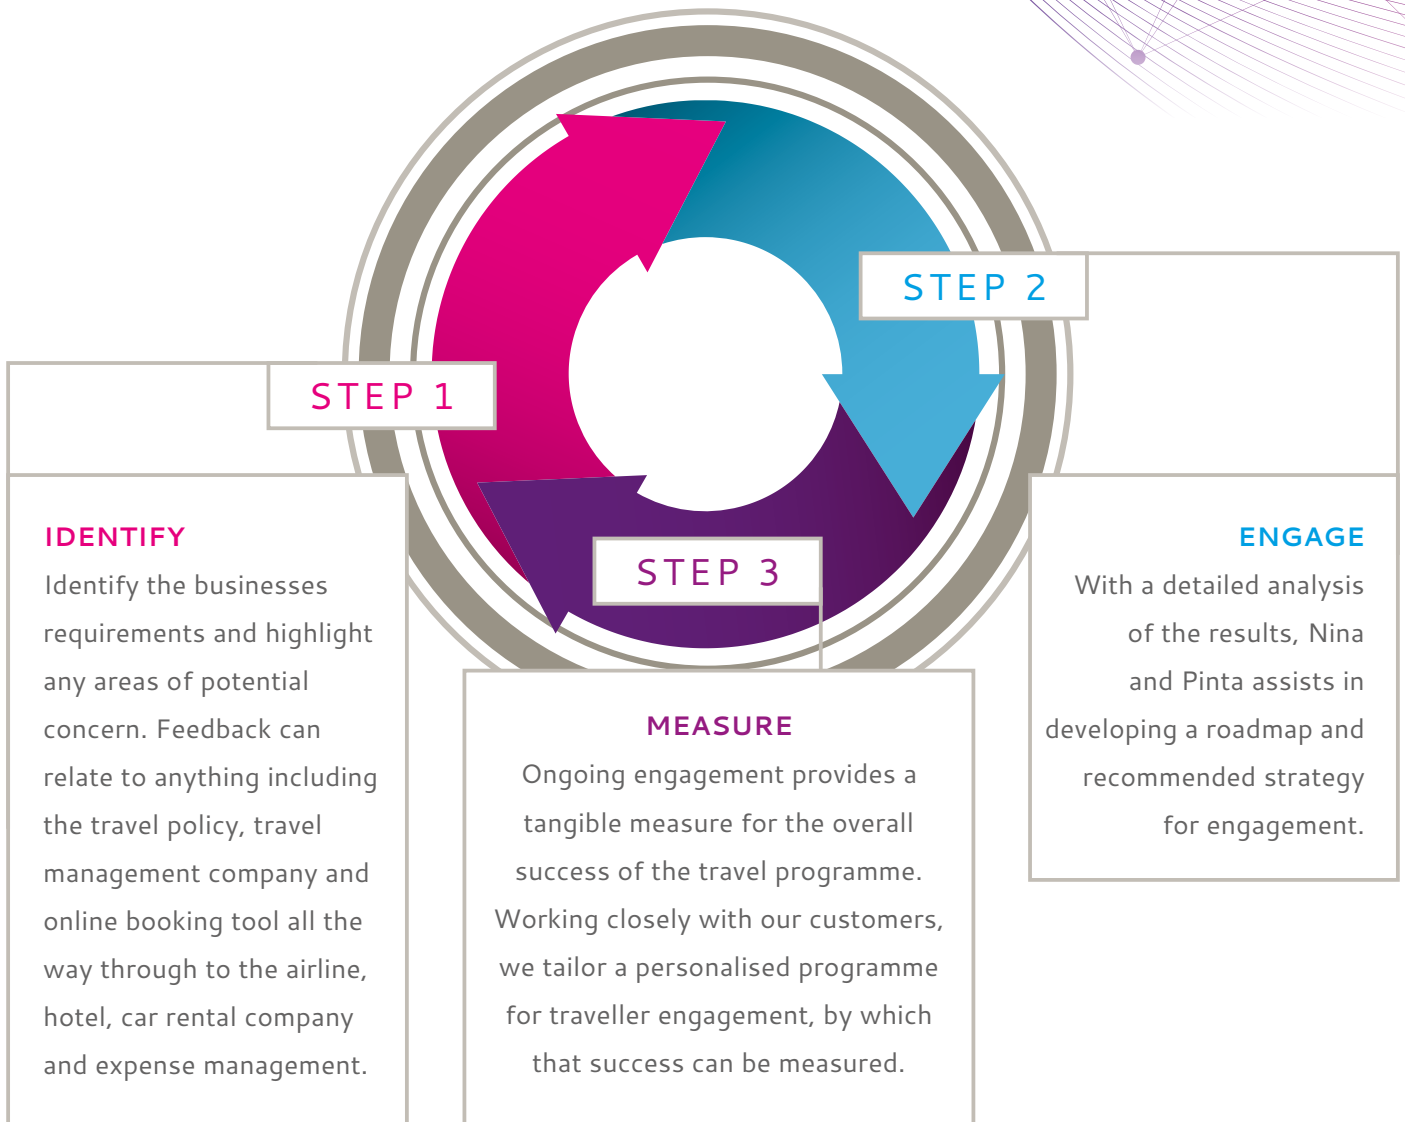 STEP 1
IDENTIFY
Identify the businesses
requirements and highlight
any areas of potential
concern. Feedback can
relate to anything including
the travel policy, travel
management company and
online booking tool all the
way through to the airline,
hotel, car rental company
and expense management.
STEP 2
ENGAGE
With a detailed analysis
of the results, Nina
and Pinta assists in
developing a roadmap and
recommended strategy
for engagement.
STEP 3
MEASURE
Ongoing engagement provides a
tangible measure for the overall
success of the travel programme.
Working closely with our customers,
we tailor a personalised programme
for traveller engagement, by which
that success can be measured.